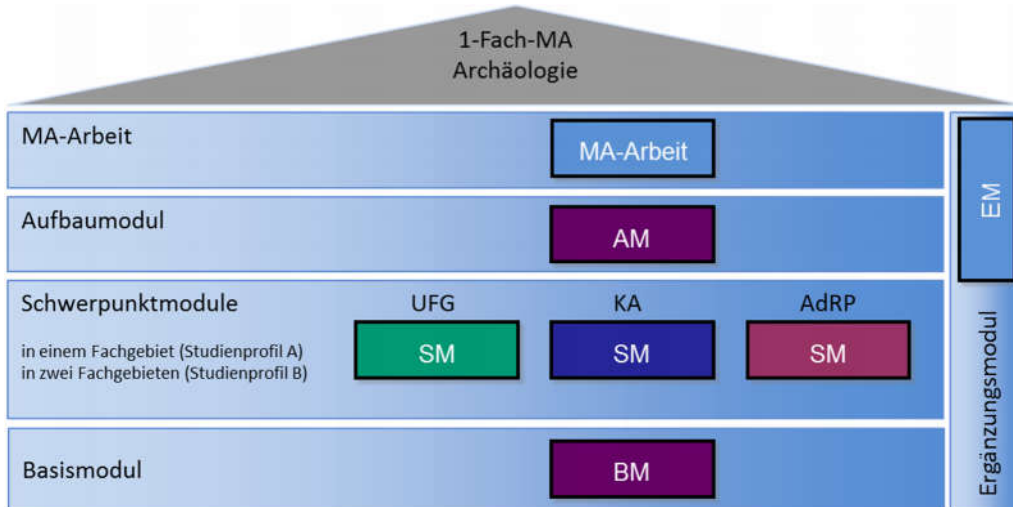 1-Fach-MA
Archäologie
MA-Arbeit
MA-Arbeit
Aufbaumodul
AM
Schwerpunktmodule
UFG
KA
AdRP
in einem Fachgebiet (Studienprofil A)
in zwei Fachgebieten (Studienprofil B)
SM
SM
SM
Basismodul
BM
EM
Ergänzungsmodul